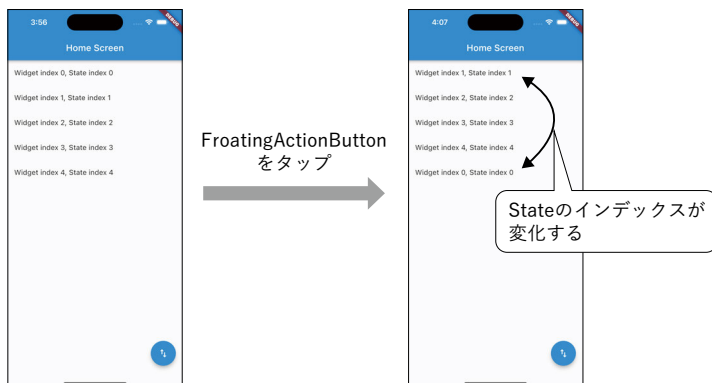 3:56
DEBUG
Home Screen
Widget index 0, State index 0
Widget index 1, State index 1
Widget index 2, State index 2
Widget index 3, State index 3
Widget index 4, State index 4
FroatingActionButton
をタップ
4:07
DEBUG
Home Screen
Widget index 1, State index 1
Widget index 2, State index 2
Widget index 3, State index 3
Widget index 4, State index 4
Widget index 0, State index 0
Stateのインデックスが
変化する